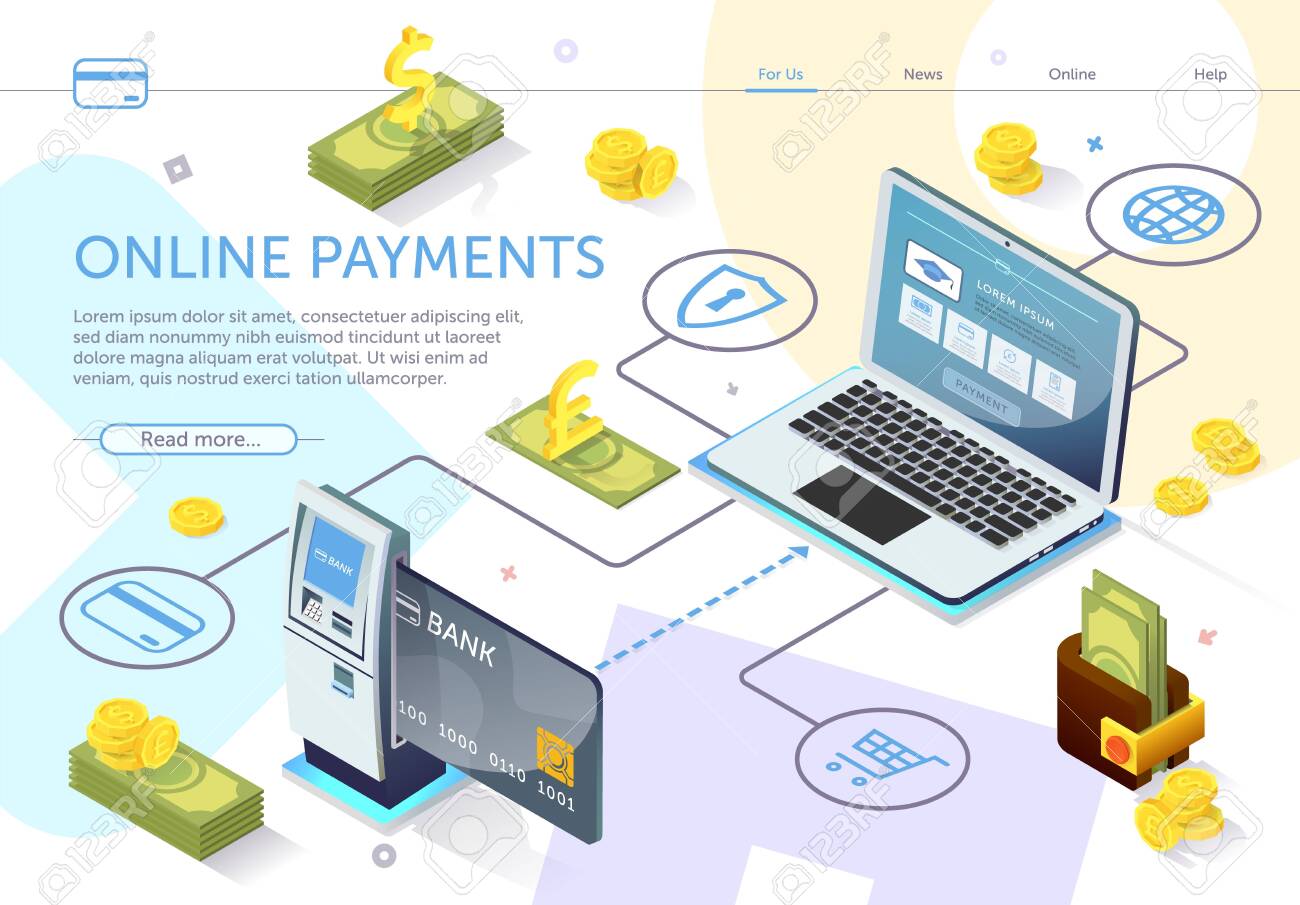 For Us
News
Online
Help
ONLINE PAYMENTS
Lorem ipsum dolor sit amet, consectetuer adipiscing elit,
sed diam nonummy nibh euismod tincidunt ut laoreet
dolore magna aliquam erat volutpat. Ut wisi enim ad
veniam, quis nostrud exerci tation ullamcorper.
Read more...
LOREM IPSUM
PAYMENT
BANK
BANK
100 1000 0110 1001
123RF